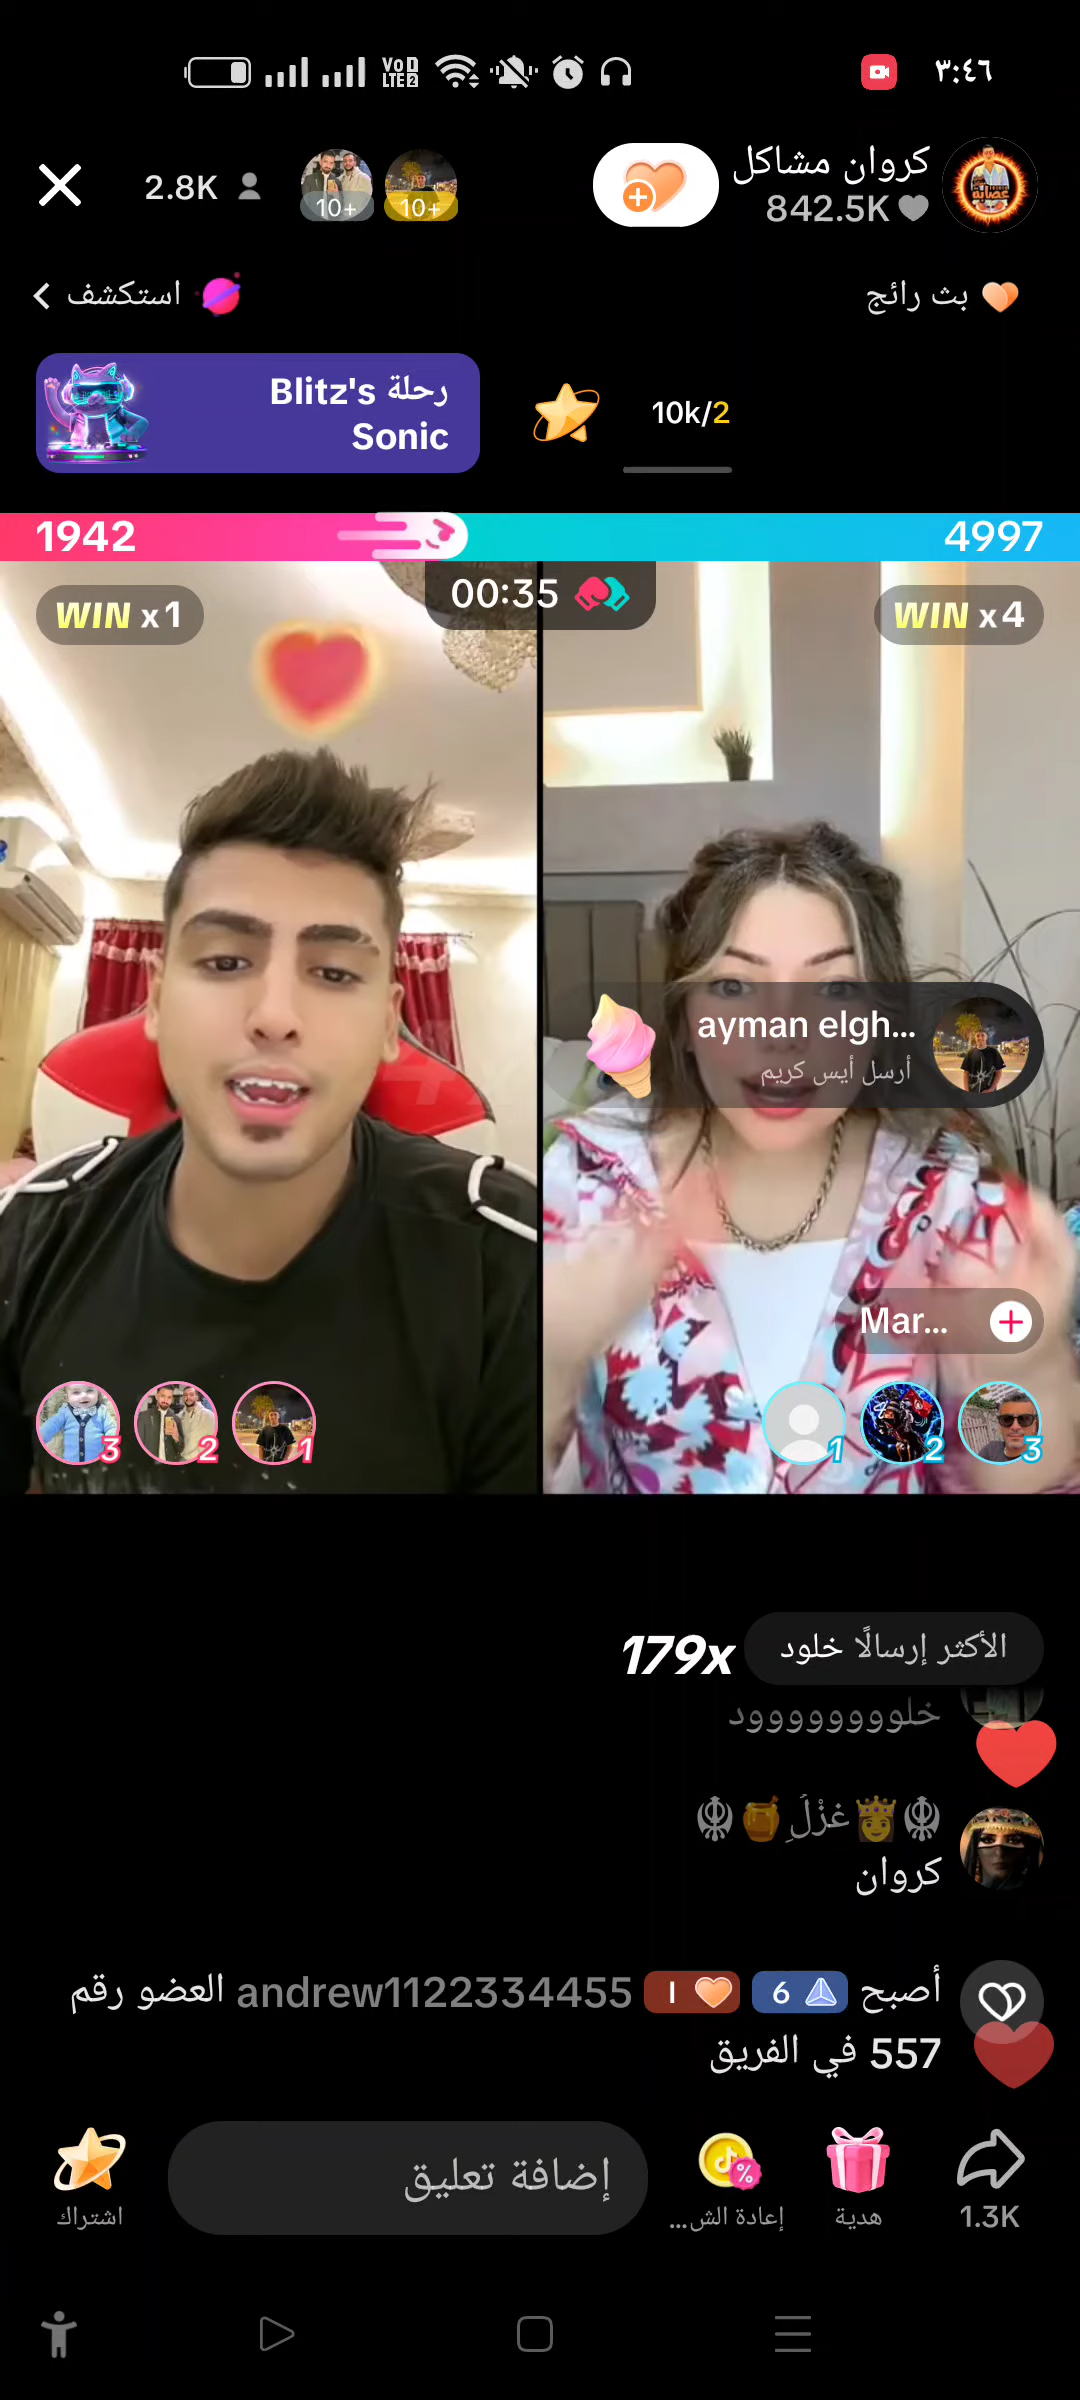 ٣:٤٦
VoD LTE2
كروان مشاكل
842.5K
10+
10+
2.8K
بث رائج
استكشف
10k/2
رحلة Blitz's
Sonic
1942
4997
00:35
WIN x1
WIN x4
ayman elgh...
أرسل أيس كريم
Mar...
3
2
1
1
2
3
الأكثر إرسالًا خلود
179x
خلووووووووود
غزْلَِ
كروان
أصبح 6 I andrew1122334455 العضو رقم
557 في الفريق
اشتراك
إضافة تعليق
إعادة الش...
هدية
1.3K